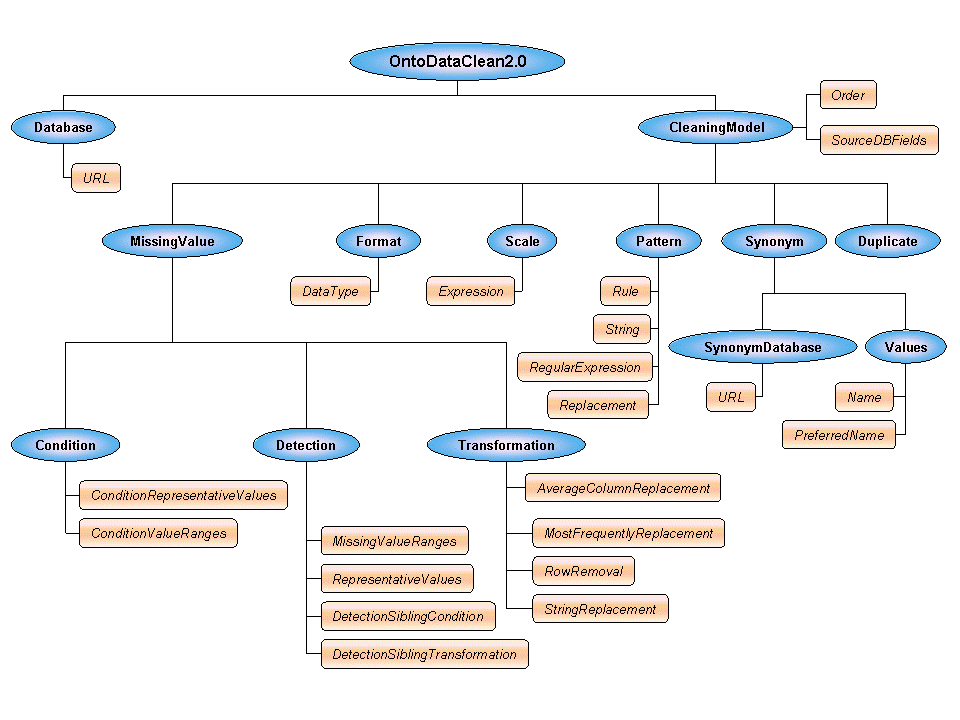 OntoDataClean2.0
Database
CleaningModel
Order
SourceDBFields
URL
MissingValue
Format
Scale
Pattern
Synonym
Duplicate
DataType
Expression
Rule
String
RegularExpression
Replacement
SynonymDatabase
Values
URL
Name
PreferredName
Condition
Detection
Transformation
ConditionRepresentativeValues
ConditionValueRanges
MissingValueRanges
RepresentativeValues
DetectionSiblingCondition
DetectionSiblingTransformation
AverageColumnReplacement
MostFrequentlyReplacement
RowRemoval
StringReplacement